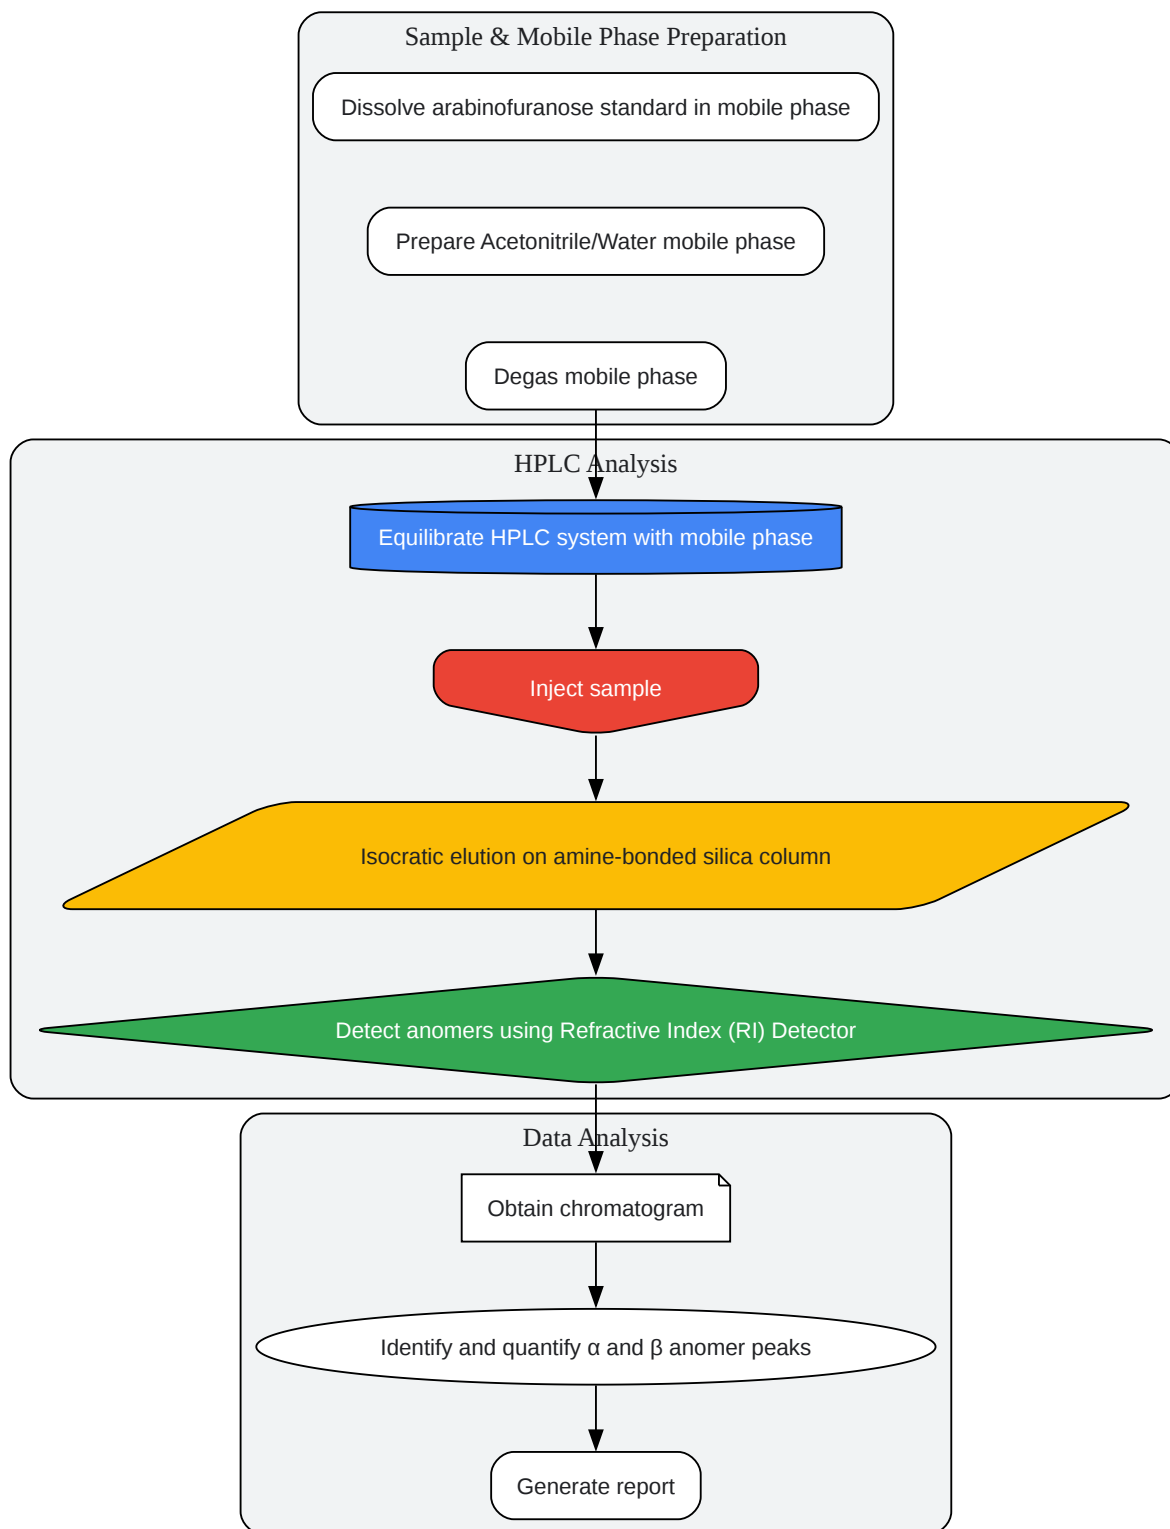 Sample & Mobile Phase Preparation
Dissolve arabinofuranose standard in mobile phase
Prepare Acetonitrile/Water mobile phase
Degas mobile phase
HPLC Analysis
Equilibrate HPLC system with mobile phase
Inject sample
Isocratic elution on amine-bonded silica column
Detect anomers using Refractive Index (RI) Detector
Data Analysis
Obtain chromatogram
Identify and quantify α and β anomer peaks
Generate report